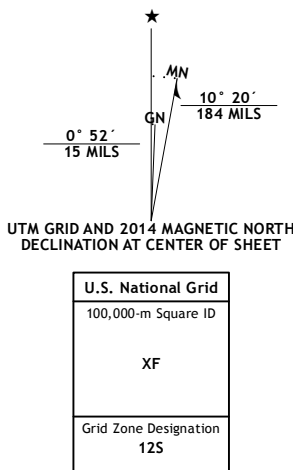 ★
MN
GN
10° 20´
184 MILS
0° 52´
15 MILS
UTM GRID AND 2014 MAGNETIC NORTH
DECLINATION AT CENTER OF SHEET
U.S. National Grid
100,000-m Square ID
XF
Grid Zone Designation
12S